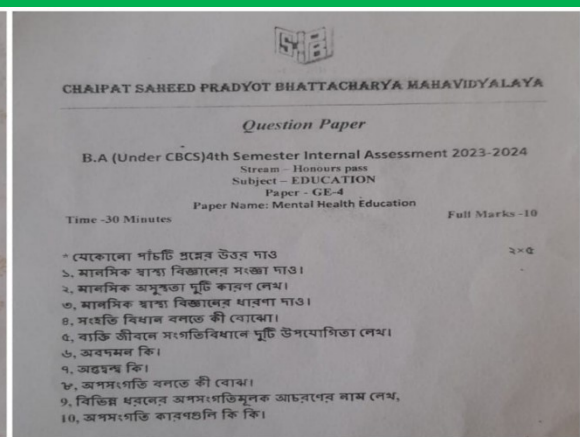 CHAIPAT SAHEED PRADYOT BHATTACHARYA MAHAVIDYALAYA
Question Paper
B.A (Under CBCS)4th Semester Internal Assessment 2023-2024
Stream – Honours pass
Subject – EDUCATION
Paper - GE-4
Paper Name: Mental Health Education
Time -30 Minutes Full Marks -10
* যেকোনো পাঁচটি প্রশ্নের উত্তর দাও ২×৫
১, মানসিক স্বাস্থ্য বিজ্ঞানের সংজ্ঞা দাও।
২, মানসিক অসুস্থতা দুটি কারণ লেখ।
৩, মানসিক স্বাস্থ্য বিজ্ঞানের ধারণা দাও।
৪, সংহতি বিধান বলতে কী বোঝো।
৫, ব্যক্তি জীবনে সংগতিবিধানে দুটি উপযোগিতা লেখ।
৬, অবদমন কি।
৭, অন্তদ্বন্দ্ব কি।
৮, অপসংগতি বলতে কী বোঝ।
9, বিভিন্ন ধরনের অপসংগতিমূলক আচরণের নাম লেখ,
10, অপসংগতি কারণগুলি কি কি।